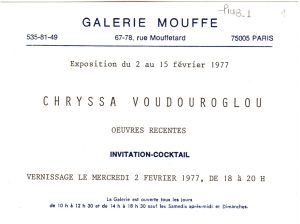 GALERIE MOUFFE
535-81-49 67-78, rue Mouffetard 75005 PARIS
Exposition du 2 au 15 février 1977
CHRYSSA VOUDOUROGLOU
OEUVRES RECENTES
INVITATION-COCKTAIL
VERNISSAGE LE MERCREDI 2 FEVRIER 1977, DE 18 à 20 H
La Galerie est ouverte tous les jours
de 10 h à 12 h 30 et de 14 h à 18 h 30 sauf les Samedis après-midi et Dimanches.